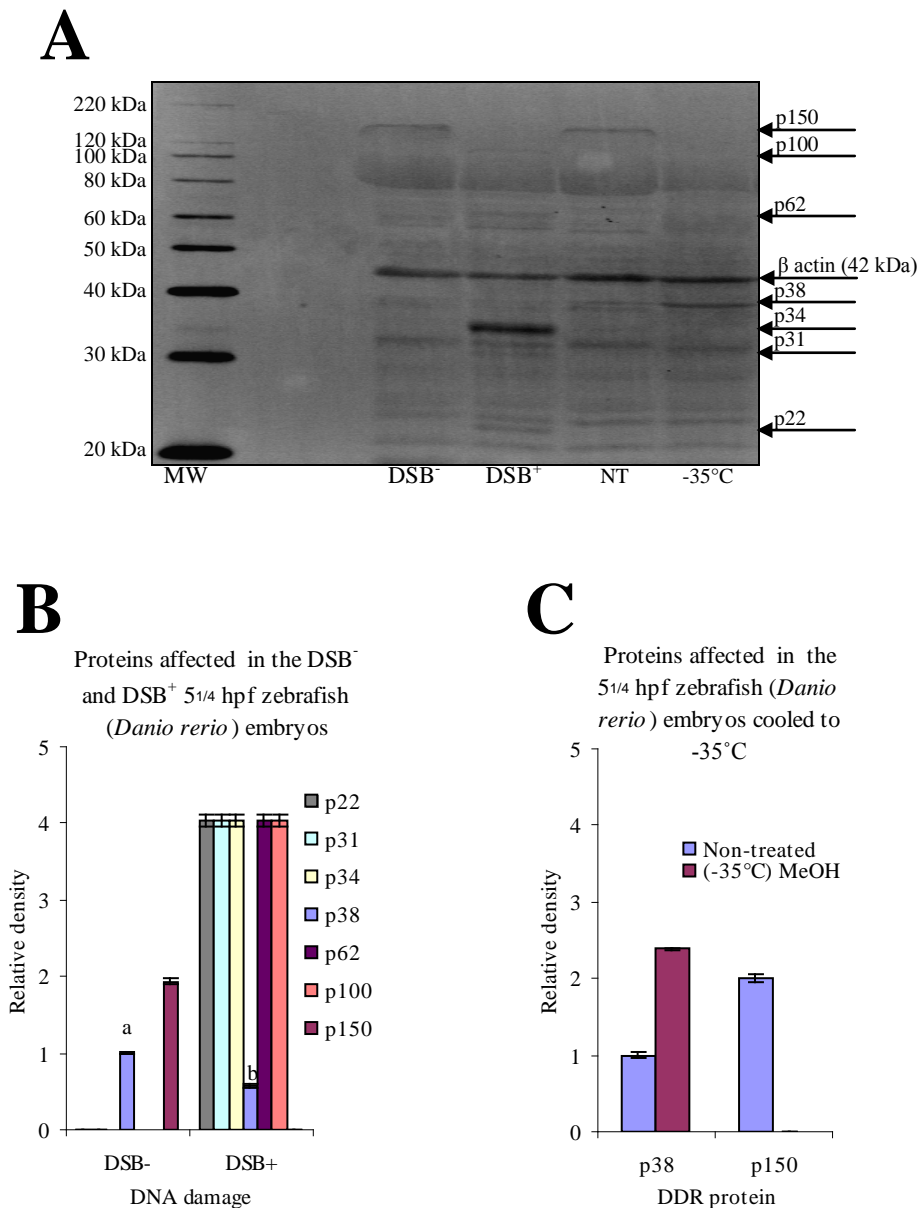 A
220 kDa
120 kDa
100 kDa
80 kDa
60 kDa
50 kDa
40 kDa
30 kDa
20 kDa
p150
p100
p62
β actin (42 kDa)
p38
p34
p31
p22
MW DSB⁻ DSB⁺ NT -35°C
B
Proteins affected in the DSB⁻
and DSB⁺ 51/4 hpf zebrafish
(Danio rerio) embryos
5
4
3
2
1
0
Relative density
a
b
p22
p31
p34
p38
p62
p100
p150
DSB- DSB+
DNA damage
C
Proteins affected in the
51/4 hpf zebrafish (Danio
rerio) embryos cooled to
-35˚C
5
4
3
2
1
0
Relative density
Non-treated
(-35°C) MeOH
p38 p150
DDR protein